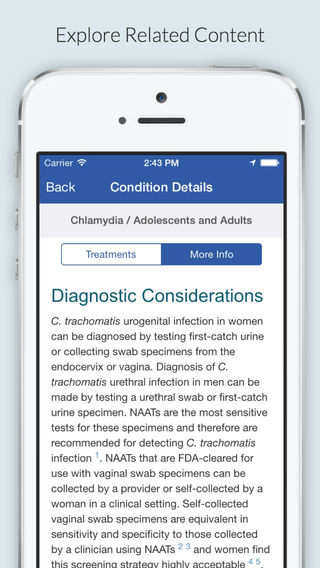 Explore Related Content
Carrier 2:43 PM
Back Condition Details
Chlamydia / Adolescents and Adults
Treatments More Info
Diagnostic Considerations
C. trachomatis urogenital infection in women
can be diagnosed by testing first-catch urine
or collecting swab specimens from the
endocervix or vagina. Diagnosis of C.
trachomatis urethral infection in men can be
made by testing a urethral swab or first-catch
urine specimen. NAATs are the most sensitive
tests for these specimens and therefore are
recommended for detecting C. trachomatis
infection 1. NAATs that are FDA-cleared for
use with vaginal swab specimens can be
collected by a provider or self-collected by a
woman in a clinical setting. Self-collected
vaginal swab specimens are equivalent in
sensitivity and specificity to those collected
by a clinician using NAATs 2 3 and women find
this screening strategy highly acceptable 4 5.